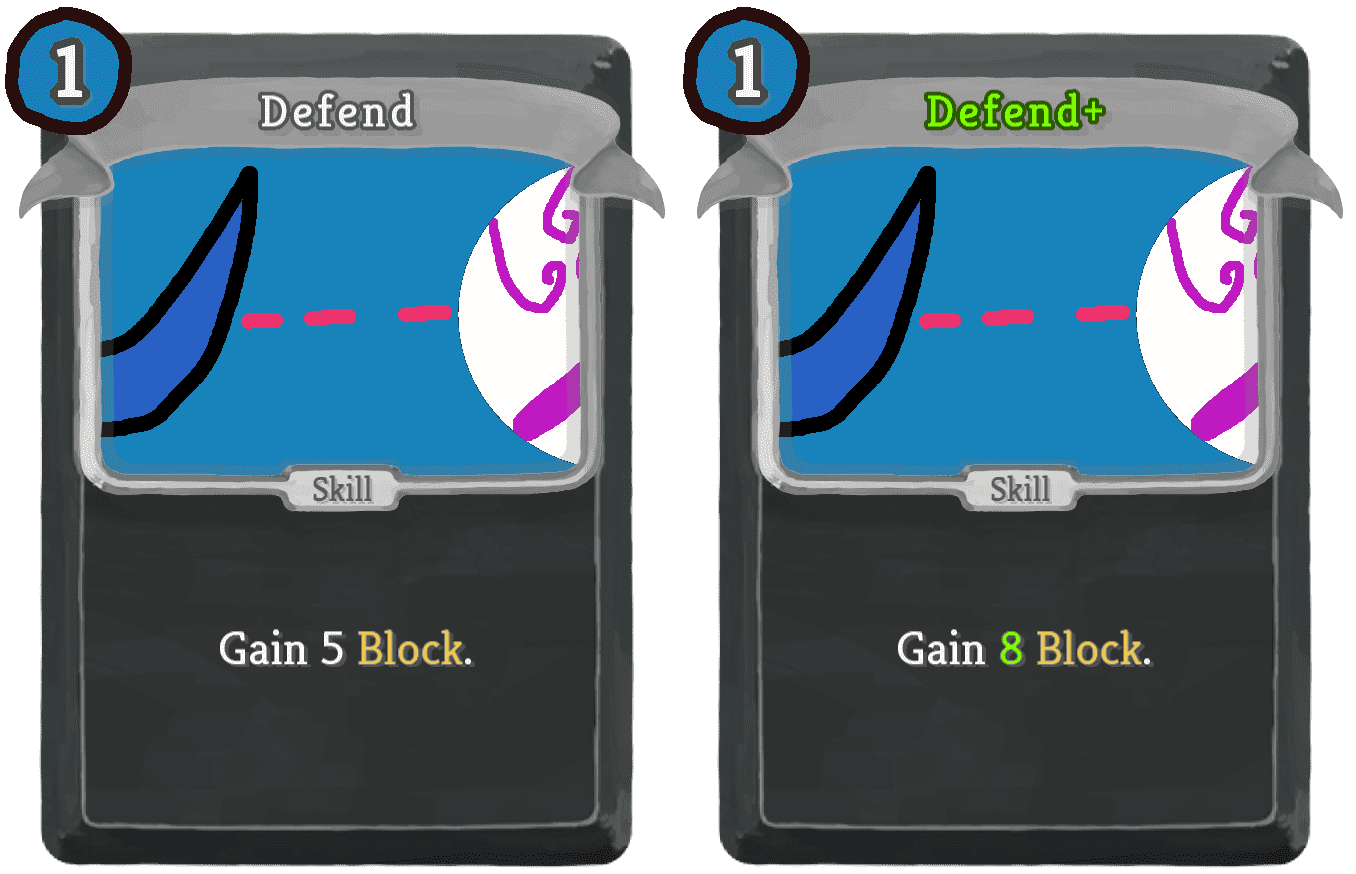 1
Defend
Skill
Gain 5 Block.
1
Defend+
Skill
Gain 8 Block.